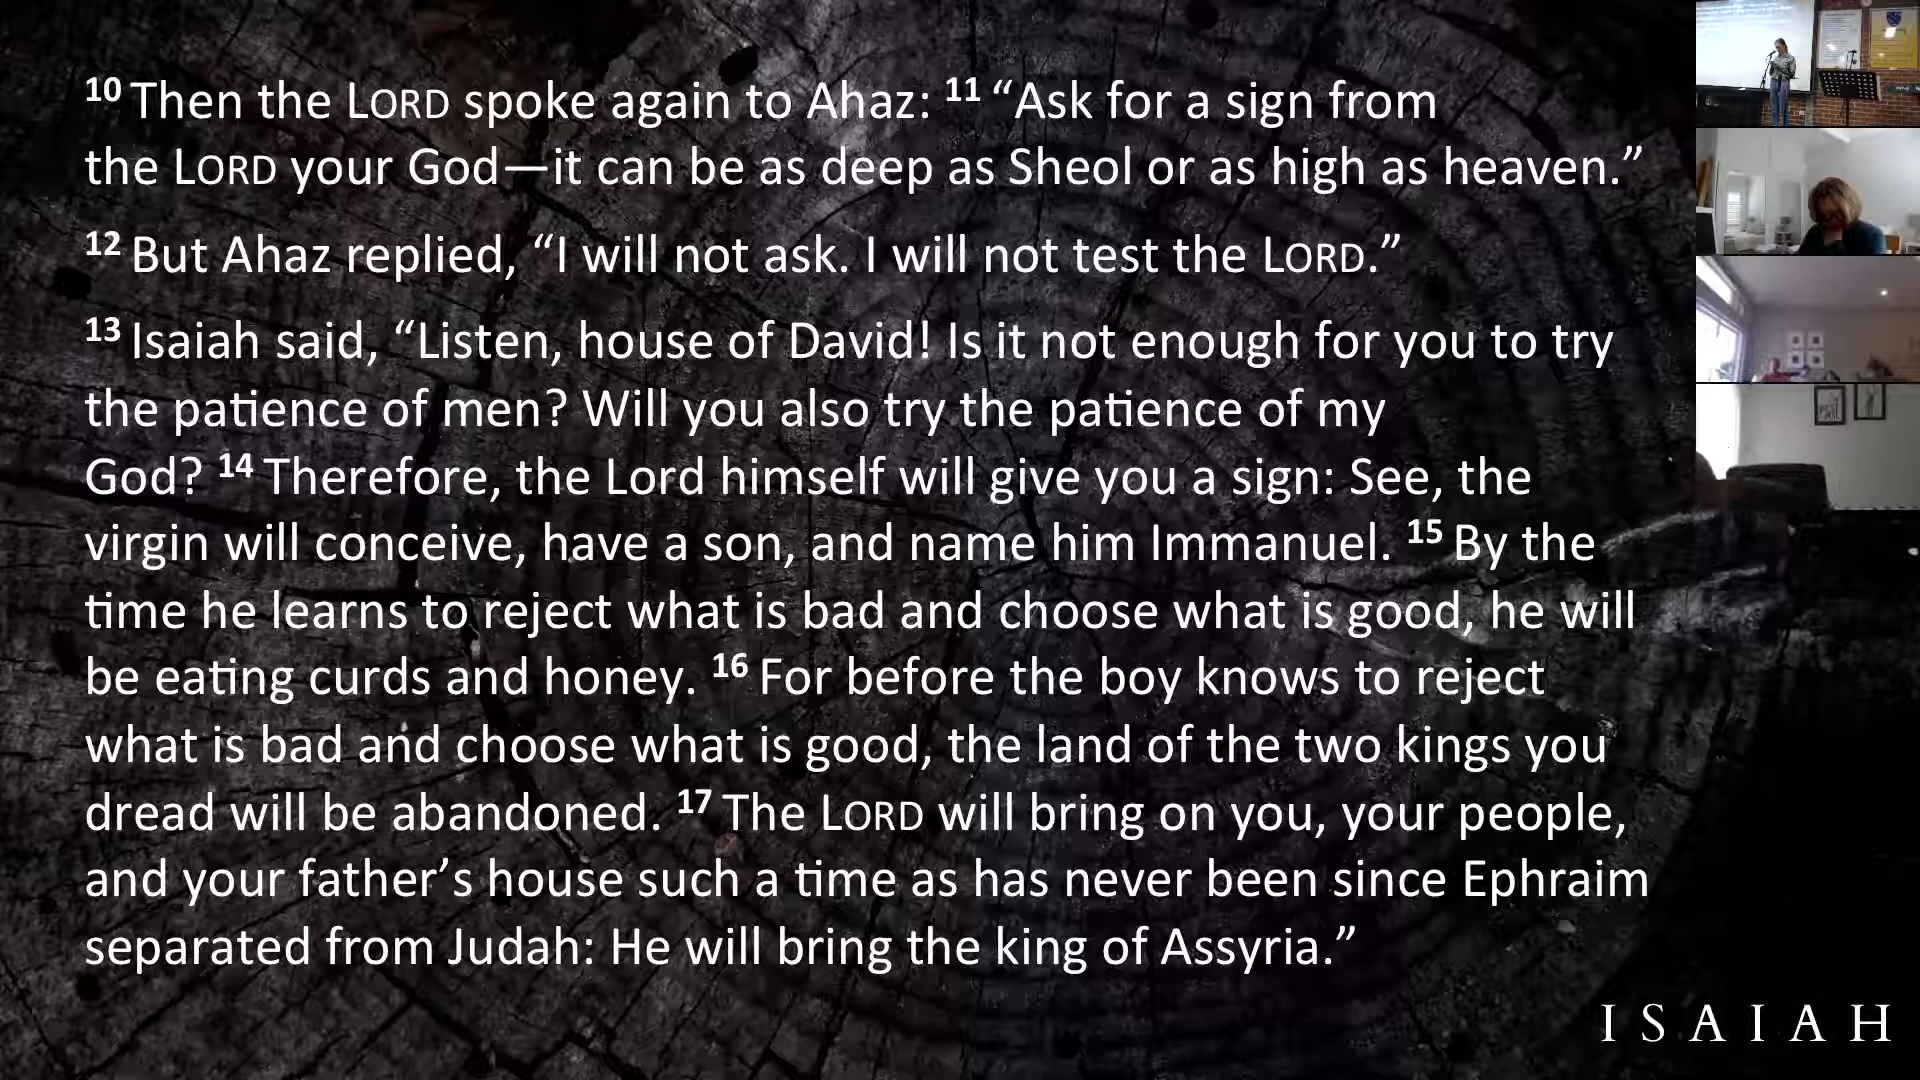 10 Then the LORD spoke again to Ahaz: 11 “Ask for a sign from
the LORD your God—it can be as deep as Sheol or as high as heaven.”
12 But Ahaz replied, “I will not ask. I will not test the LORD.”
13 Isaiah said, “Listen, house of David! Is it not enough for you to try
the patience of men? Will you also try the patience of my
God? 14 Therefore, the Lord himself will give you a sign: See, the
virgin will conceive, have a son, and name him Immanuel. 15 By the
time he learns to reject what is bad and choose what is good, he will
be eating curds and honey. 16 For before the boy knows to reject
what is bad and choose what is good, the land of the two kings you
dread will be abandoned. 17 The LORD will bring on you, your people,
and your father’s house such a time as has never been since Ephraim
separated from Judah: He will bring the king of Assyria.”
ISAIAH